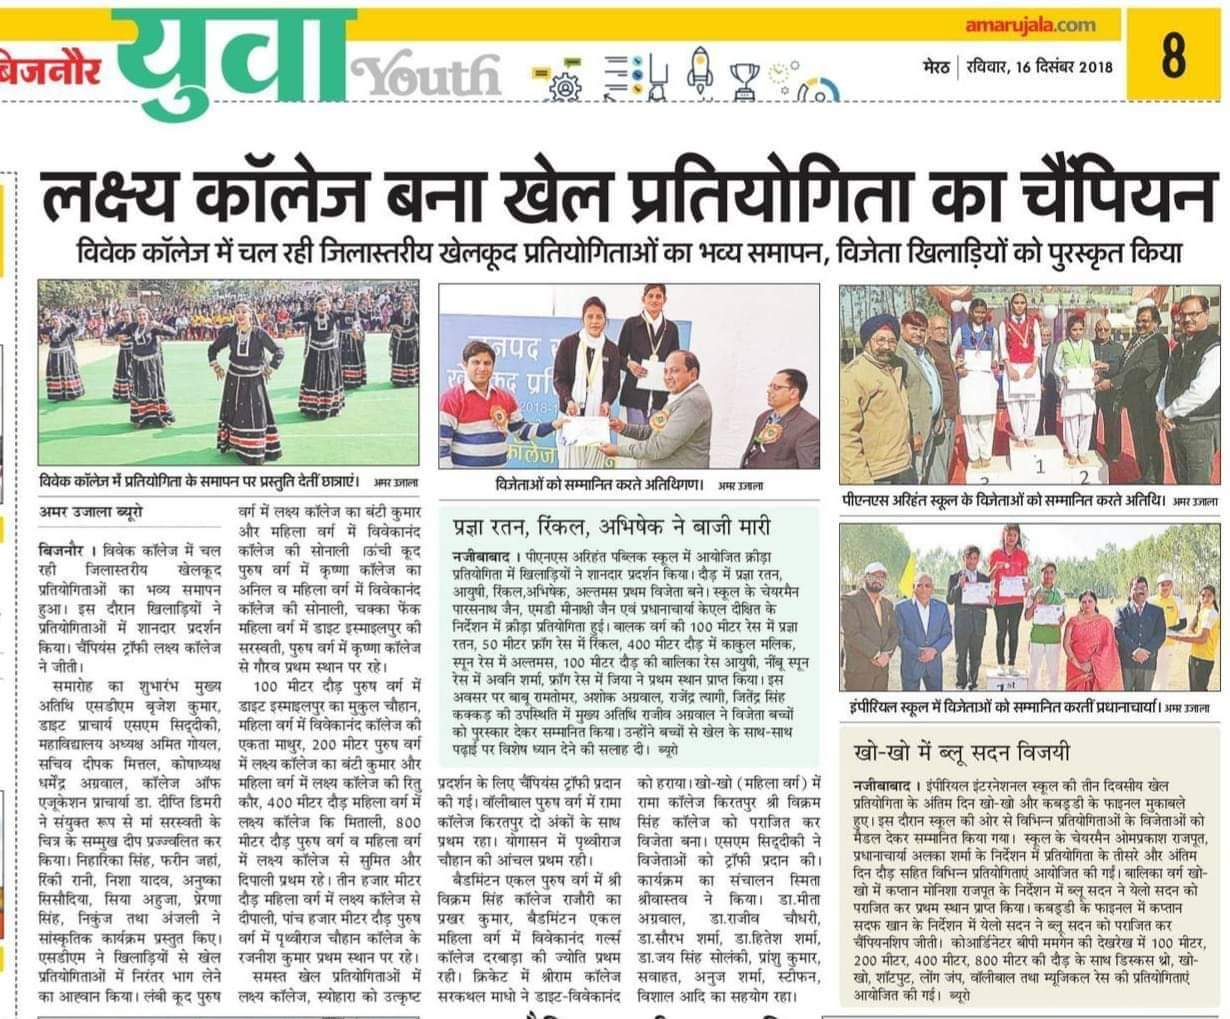 बिजनौर
युवा
Youth
amarujala.com
मेरठ | रविवार, 16 दिसंबर 2018
8
लक्ष्य कॉलेज बना खेल प्रतियोगिता का चैंपियन
विवेक कॉलेज में चल रही जिलास्तरीय खेलकूद प्रतियोगिताओं का भव्य समापन, विजेता खिलाड़ियों को पुरस्कृत किया
विवेक कॉलेज में प्रतियोगिता के समापन पर प्रस्तुति देतीं छात्राएं। अमर उजाला
अमर उजाला ब्यूरो
बिजनौर। विवेक कॉलेज में चल
रही जिलास्तरीय खेलकूद
प्रतियोगिताओं का भव्य समापन
हुआ। इस दौरान खिलाड़ियों ने
प्रतियोगिताओं में शानदार प्रदर्शन
किया। चैंपियंस ट्रॉफी लक्ष्य कॉलेज
ने जीती।
समारोह का शुभारंभ मुख्य
अतिथि एसडीएम बृजेश कुमार,
डाइट प्राचार्य एसएम सिद्दीकी,
महाविद्यालय अध्यक्ष अमित गोयल,
सचिव दीपक मित्तल, कोषाध्यक्ष
धर्मेंद्र अग्रवाल, कॉलेज ऑफ
एजूकेशन प्राचार्या डा. दीप्ति डिमरी
ने संयुक्त रूप से मां सरस्वती के
चित्र के सम्मुख दीप प्रज्ज्वलित कर
किया। निहारिका सिंह, फरीन जहां,
रिंकी रानी, निशा यादव, अनुष्का
सिसौदिया, सिया अहुजा, प्रेरणा
सिंह, निकुंज तथा अंजली ने
सांस्कृतिक कार्यक्रम प्रस्तुत किए।
एसडीएम ने खिलाड़ियों से खेल
प्रतियोगिताओं में निरंतर भाग लेने
का आह्वान किया। लंबी कूद पुरुष
वर्ग में लक्ष्य कॉलेज का बंटी कुमार
और महिला वर्ग में विवेकानंद
कॉलेज की सोनाली ।ऊंची कूद
पुरुष वर्ग में कृष्णा कॉलेज का
अनिल व महिला वर्ग में विवेकानंद
कॉलेज की सोनाली, चक्का फेंक
महिला वर्ग में डाइट इस्माइलपुर की
सरस्वती, पुरुष वर्ग में कृष्णा कॉलेज
से गौरव प्रथम स्थान पर रहे।
100 मीटर दौड़ पुरुष वर्ग में
डाइट इस्माइलपुर का मुकुल चौहान,
महिला वर्ग में विवेकानंद कॉलेज की
एकता माथुर, 200 मीटर पुरुष वर्ग
में लक्ष्य कॉलेज का बंटी कुमार और
महिला वर्ग में लक्ष्य कॉलेज की रितु
कौर, 400 मीटर दौड़ महिला वर्ग में
लक्ष्य कॉलेज कि मिताली, 800
मीटर दौड़ पुरुष वर्ग व महिला वर्ग
में लक्ष्य कॉलेज से सुमित और
दिपाली प्रथम रहे। तीन हजार मीटर
दौड़ महिला वर्ग में लक्ष्य कॉलेज से
दीपाली, पांच हजार मीटर दौड़ पुरुष
वर्ग में पृथ्वीराज चौहान कॉलेज के
रजनीश कुमार प्रथम स्थान पर रहे।
समस्त खेल प्रतियोगिताओं में
लक्ष्य कॉलेज, स्योहारा को उत्कृष्ट
जनपद
खेलकूद प्रति
2018-1
कॉलेज
विजेताओं को सम्मानित करते अतिथिगण। अमर उजाला
प्रज्ञा रतन, रिंकल, अभिषेक ने बाजी मारी
नजीबाबाद। पीएनएस अरिहंत पब्लिक स्कूल में आयोजित क्रीड़ा
प्रतियोगिता में खिलाड़ियों ने शानदार प्रदर्शन किया। दौड़ में प्रज्ञा रतन,
आयुषी, रिंकल,अभिषेक, अल्तमस प्रथम विजेता बने। स्कूल के चेयरमैन
पारसनाथ जैन, एमडी मीनाक्षी जैन एवं प्रधानाचार्या केएल दीक्षित के
निर्देशन में क्रीड़ा प्रतियोगिता हुई। बालक वर्ग की 100 मीटर रेस में प्रज्ञा
रतन, 50 मीटर फ्रॉग रेस में रिंकल, 400 मीटर दौड़ में काकुल मलिक,
स्पून रेस में अल्तमस, 100 मीटर दौड़ की बालिका रेस आयुषी, नींबू स्पून
रेस में अवनि शर्मा, फ्रॉग रेस में जिया ने प्रथम स्थान प्राप्त किया। इस
अवसर पर बाबू रामतोमर, अशोक अग्रवाल, राजेंद्र त्यागी, जितेंद्र सिंह
कक्कड़ की उपस्थिति में मुख्य अतिथि राजीव अग्रवाल ने विजेता बच्चों
को पुरस्कार देकर सम्मानित किया। उन्होंने बच्चों से खेल के साथ-साथ
पढ़ाई पर विशेष ध्यान देने की सलाह दी। ब्यूरो
प्रदर्शन के लिए चैंपियंस ट्रॉफी प्रदान
की गई। वॉलीबाल पुरुष वर्ग में रामा
कॉलेज किरतपुर दो अंकों के साथ
प्रथम रहा। योगासन में पृथ्वीराज
चौहान की आंचल प्रथम रही।
बैडमिंटन एकल पुरुष वर्ग में श्री
विक्रम सिंह कॉलेज राजौरी का
प्रखर कुमार, बैडमिंटन एकल
महिला वर्ग में विवेकानंद गर्ल्स
कॉलेज दरबाड़ा की ज्योति प्रथम
रही। क्रिकेट में श्रीराम कॉलेज
सरकथल माधो ने डाइट-विवेकानंद
को हराया। खो-खो (महिला वर्ग) में
रामा कॉलेज किरतपुर श्री विक्रम
सिंह कॉलेज को पराजित कर
विजेता बना। एसएम सिद्दीकी ने
विजेताओं को ट्रॉफी प्रदान की।
कार्यक्रम का संचालन स्मिता
श्रीवास्तव ने किया। डा.मीता
अग्रवाल, डा.राजीव चौधरी,
डा.सौरभ शर्मा, डा.हितेश शर्मा,
डा.जय सिंह सोलंकी, प्रांशु कुमार,
सवाहत, अनुज शर्मा, स्टीफन,
विशाल आदि का सहयोग रहा।
1
2
पीएनएस अरिहंत स्कूल के विजेताओं को सम्मानित करते अतिथि। अमर उजाला
1st
इंपीरियल स्कूल में विजेताओं को सम्मानित करतीं प्रधानाचार्या। अमर उजाला
खो-खो में ब्लू सदन विजयी
नजीबाबाद। इंपीरियल इंटरनेशनल स्कूल की तीन दिवसीय खेल
प्रतियोगिता के अंतिम दिन खो-खो और कबड्डी के फाइनल मुकाबले
हुए। इस दौरान स्कूल की ओर से विभिन्न प्रतियोगिताओं के विजेताओं को
मैडल देकर सम्मानित किया गया। स्कूल के चेयरमैन ओमप्रकाश राजपूत,
प्रधानाचार्या अलका शर्मा के निर्देशन में प्रतियोगिता के तीसरे और अंतिम
दिन दौड़ सहित विभिन्न प्रतियोगिताएं आयोजित की गईं। बालिका वर्ग खो-
खो में कप्तान मोनिशा राजपूत के निर्देशन में ब्लू सदन ने येलो सदन को
पराजित कर प्रथम स्थान प्राप्त किया। कबड्डी के फाइनल में कप्तान
सदफ खान के निर्देशन में येलो सदन ने ब्लू सदन को पराजित कर
चैंपियनशिप जीती। कोआर्डिनेटर बीपी ममगेन की देखरेख में 100 मीटर,
200 मीटर, 400 मीटर, 800 मीटर की दौड़ के साथ डिस्कस थ्रो, खो-
खो, शॉटपुट, लोंग जंप, वॉलीबाल तथा म्यूजिकल रेस की प्रतियोगिताएं
आयोजित की गईं। ब्यूरो